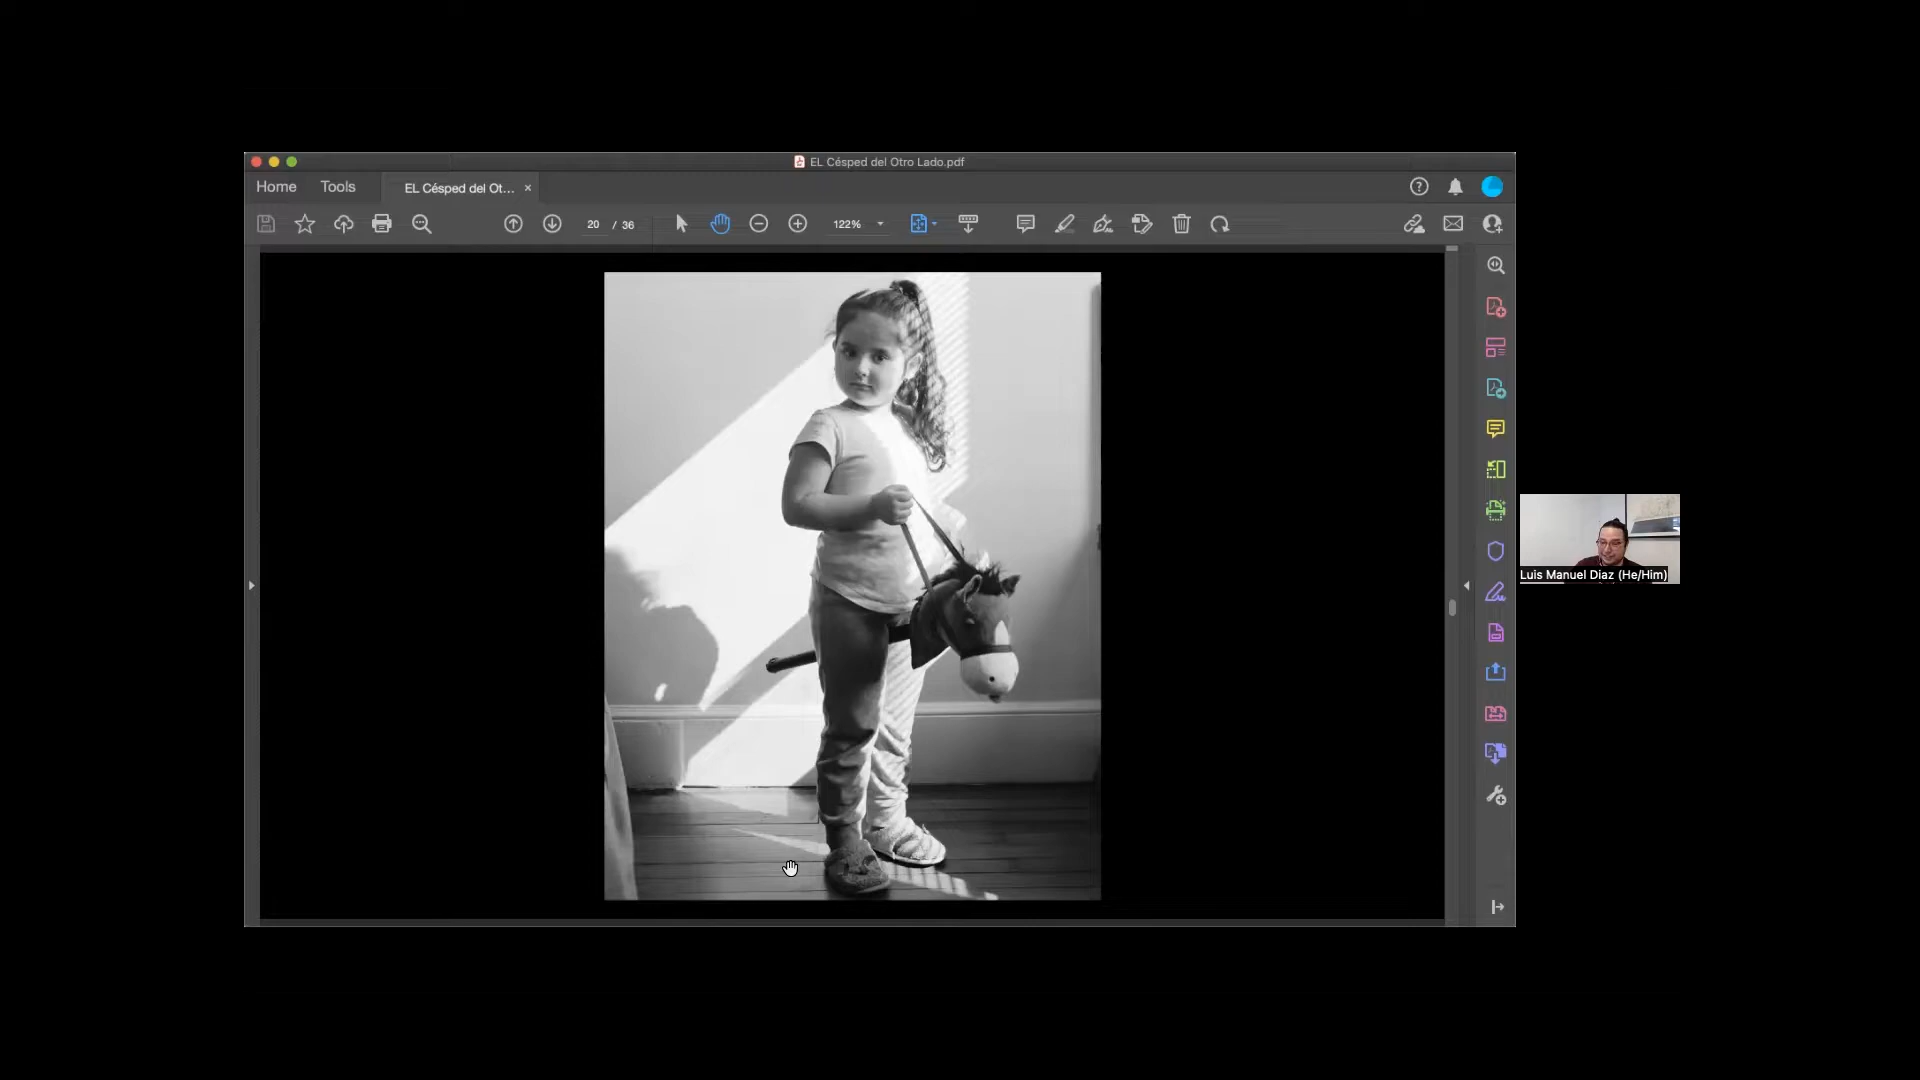 EL Césped del Otro Lado.pdf
Home Tools EL Césped del Ot... ×
20 / 36 122%
Luis Manuel Diaz (He/Him)